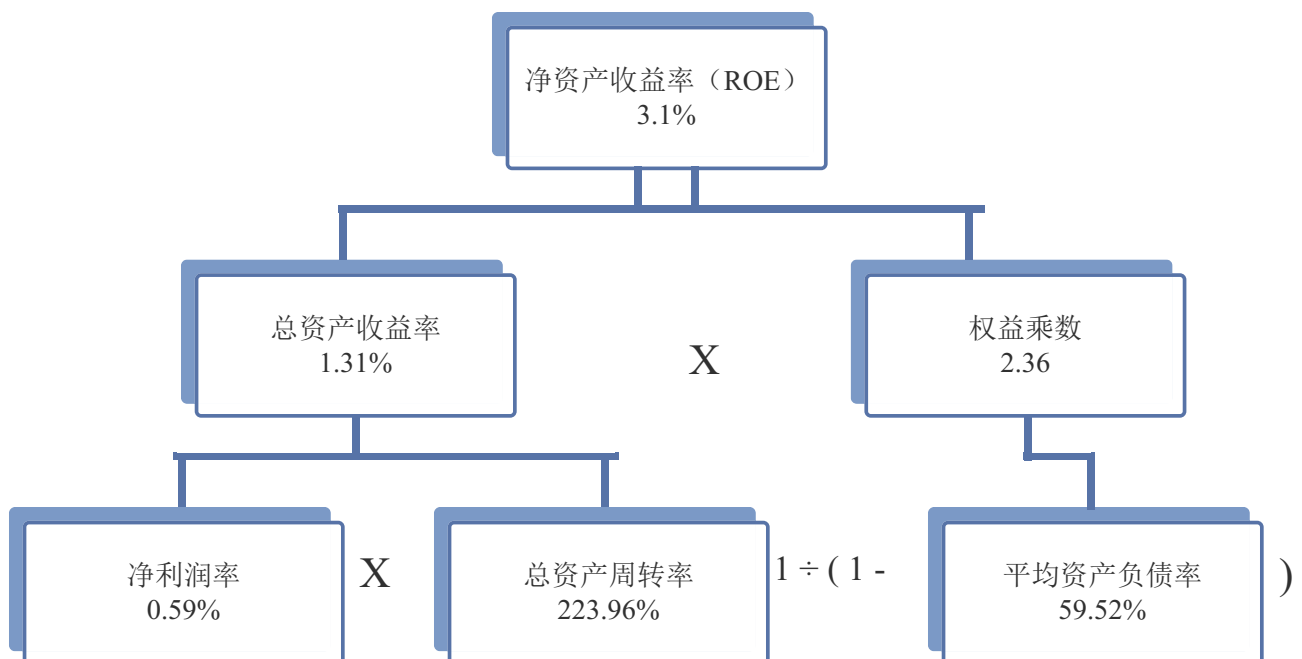 净资产收益率（ROE）
3.1%
总资产收益率
1.31%
X
权益乘数
2.36
净利润率
0.59%
X
总资产周转率
223.96%
1 ÷ ( 1 -
平均资产负债率
59.52%
)